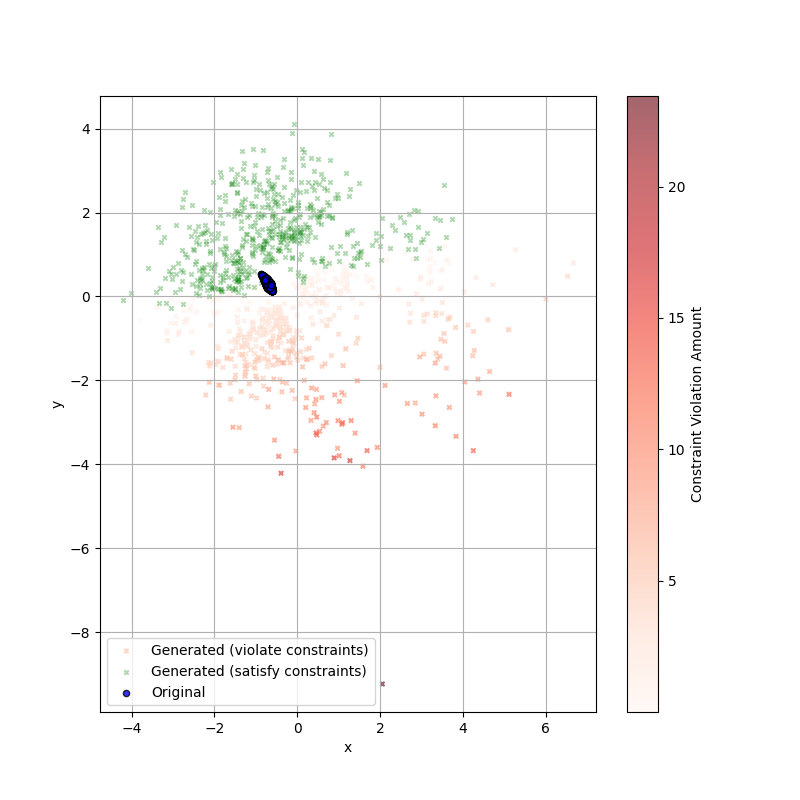 4
2
0
−2
−4
−6
−8
y
−4
−2
0
2
4
6
x
Generated (violate constraints)
Generated (satisfy constraints)
Original
20
15
10
5
Constraint Violation Amount